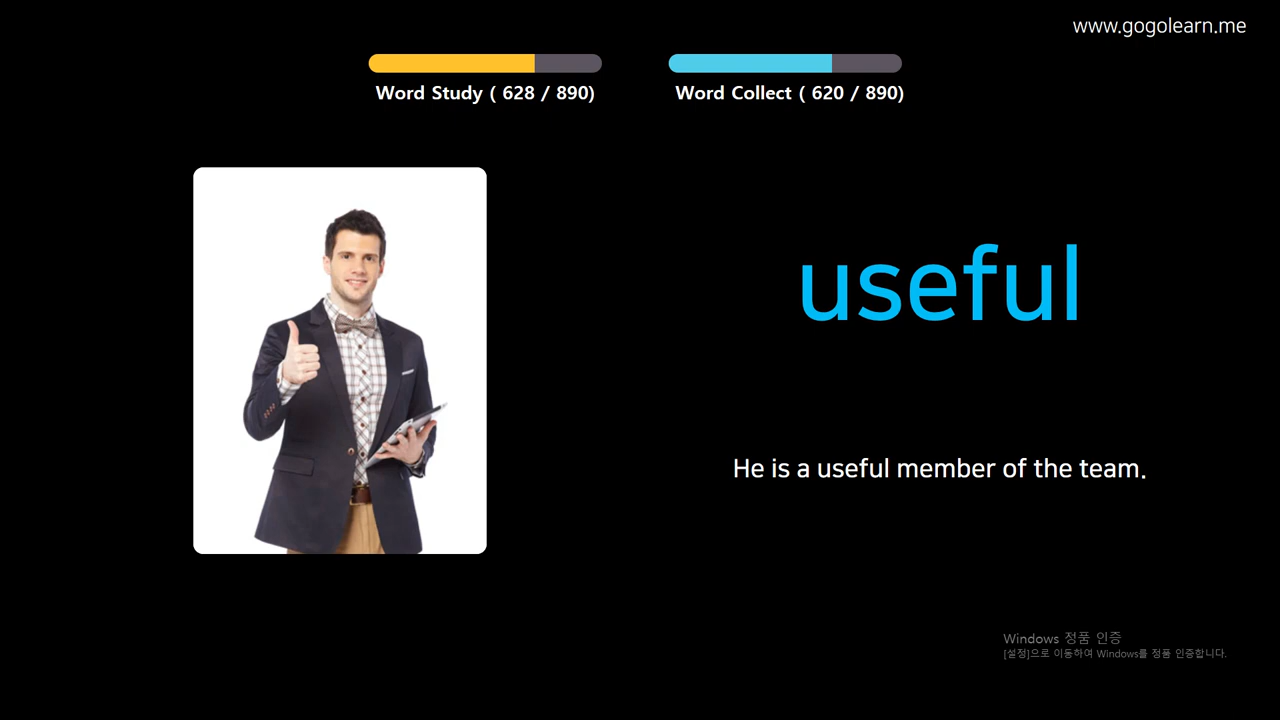 www.gogolearn.me
Word Study ( 628 / 890)
Word Collect ( 620 / 890)
useful
He is a useful member of the team.
Windows 정품 인증
[설정]으로 이동하여 Windows를 정품 인증합니다.